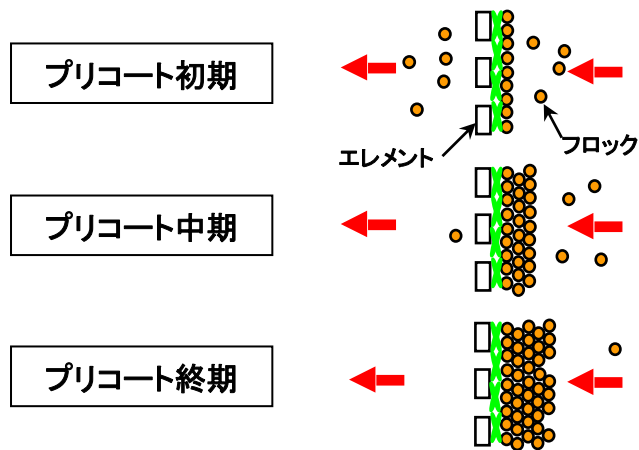 プリコート初期
フロック
エレメント
プリコート中期
プリコート終期